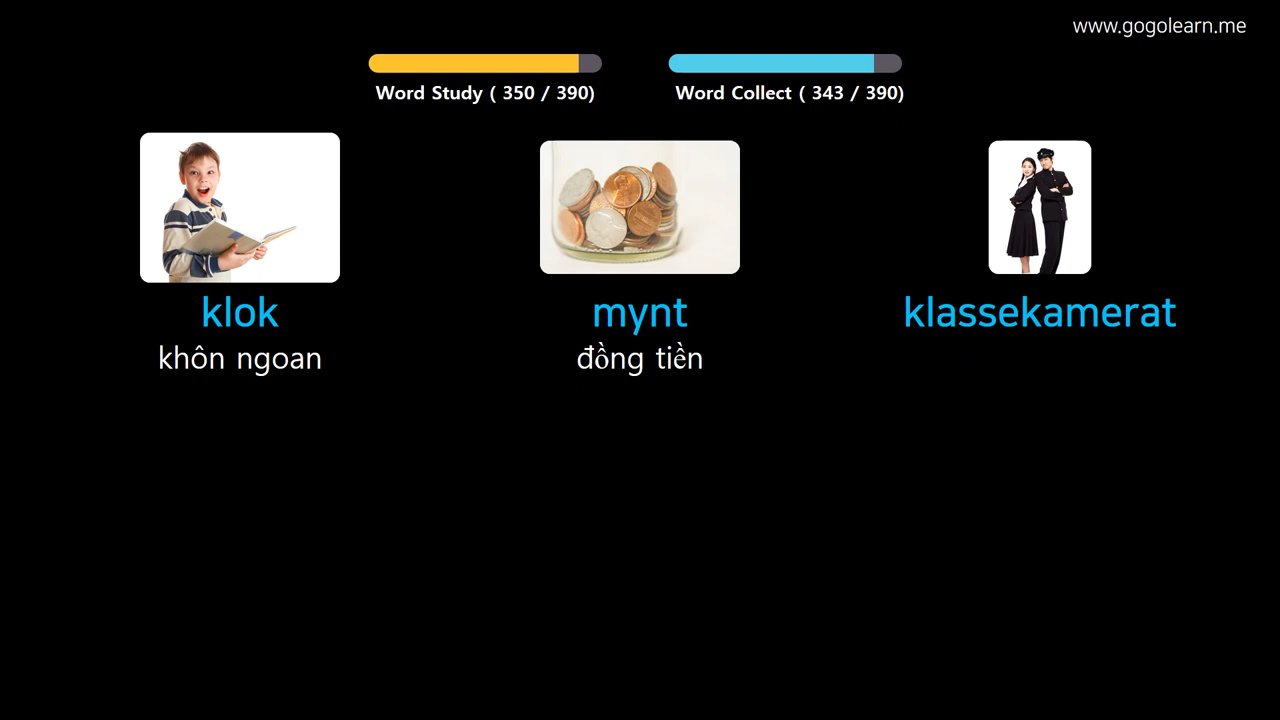 www.gogolearn.me
Word Study ( 350 / 390)
Word Collect ( 343 / 390)
klok
mynt
klassekamerat
khôn ngoan
đồng tiền